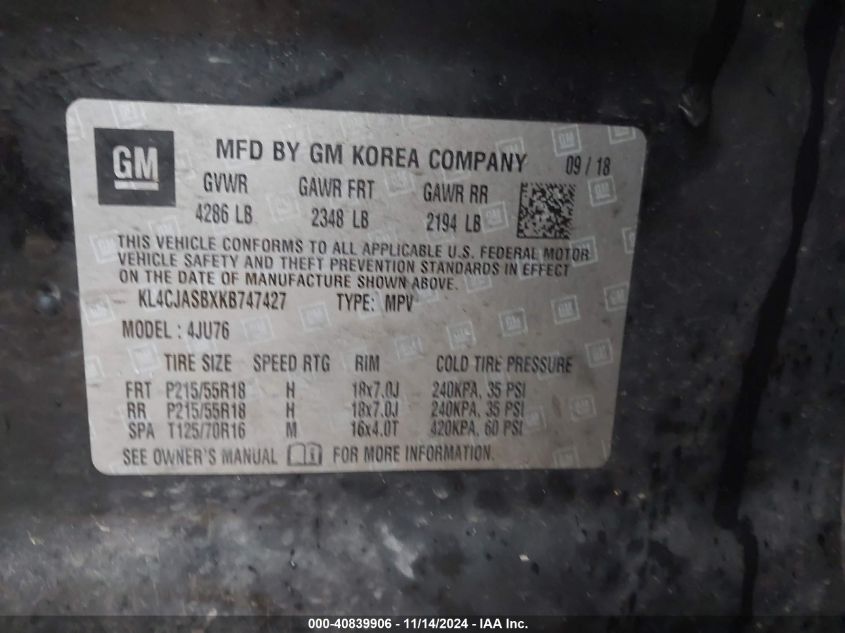 GM
MFD BY GM KOREA COMPANY 09 / 18
GVWR GAWR FRT GAWR RR
4286 LB 2348 LB 2194 LB
THIS VEHICLE CONFORMS TO ALL APPLICABLE U.S. FEDERAL MOTOR
VEHICLE SAFETY AND THEFT PREVENTION STANDARDS IN EFFECT
ON THE DATE OF MANUFACTURE SHOWN ABOVE.
KL4CJASBXKB747427 TYPE: MPV
MODEL : 4JU76
TIRE SIZE SPEED RTG RIM COLD TIRE PRESSURE
FRT P215/55R18 H 18x7.0J 240KPA, 35 PSI
RR P215/55R18 H 18x7.0J 240KPA, 35 PSI
SPA T125/70R16 M 16x4.0T 420KPA, 60 PSI
SEE OWNER'S MANUAL FOR MORE INFORMATION.
000-40839906 - 11/14/2024 - IAA Inc.